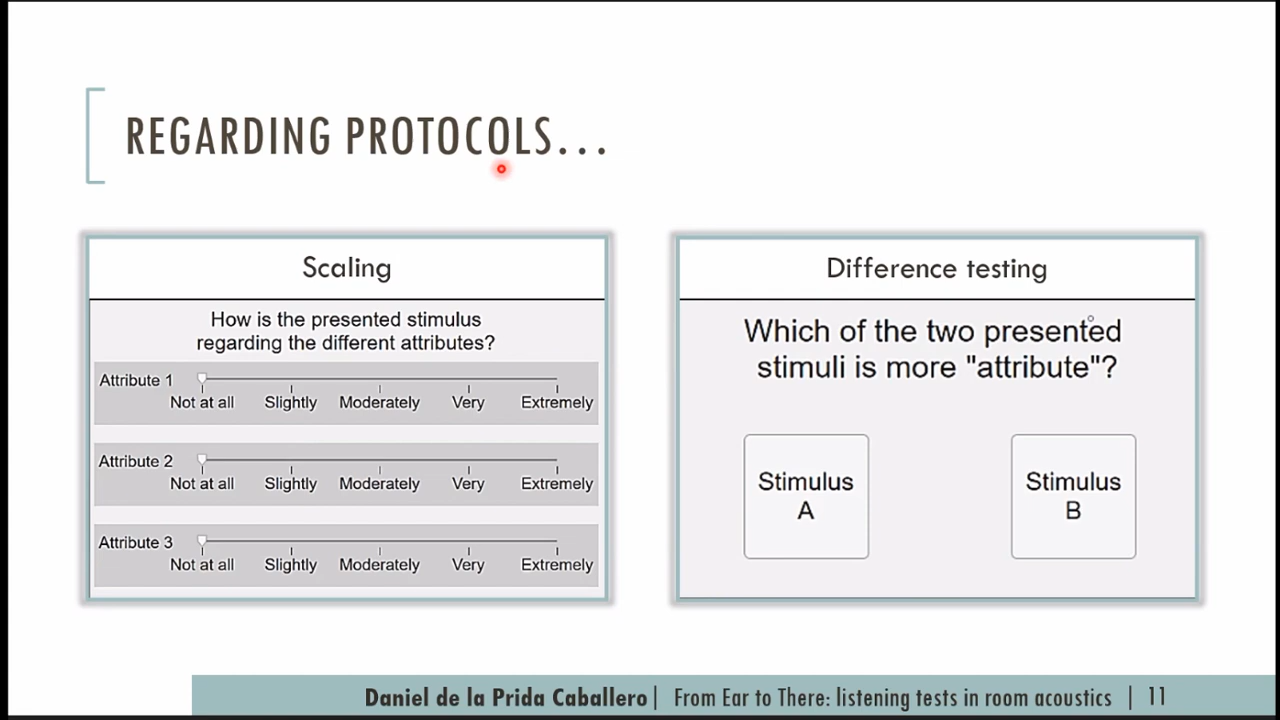 REGARDING PROTOCOLS...
Scaling
How is the presented stimulus
regarding the different attributes?
Attribute 1
Not at all Slightly Moderately Very Extremely
Attribute 2
Not at all Slightly Moderately Very Extremely
Attribute 3
Not at all Slightly Moderately Very Extremely
Difference testing
Which of the two presented
stimuli is more "attribute"?
Stimulus
A
Stimulus
B
Daniel de la Prida Caballero| From Ear to There: listening tests in room acoustics | 11